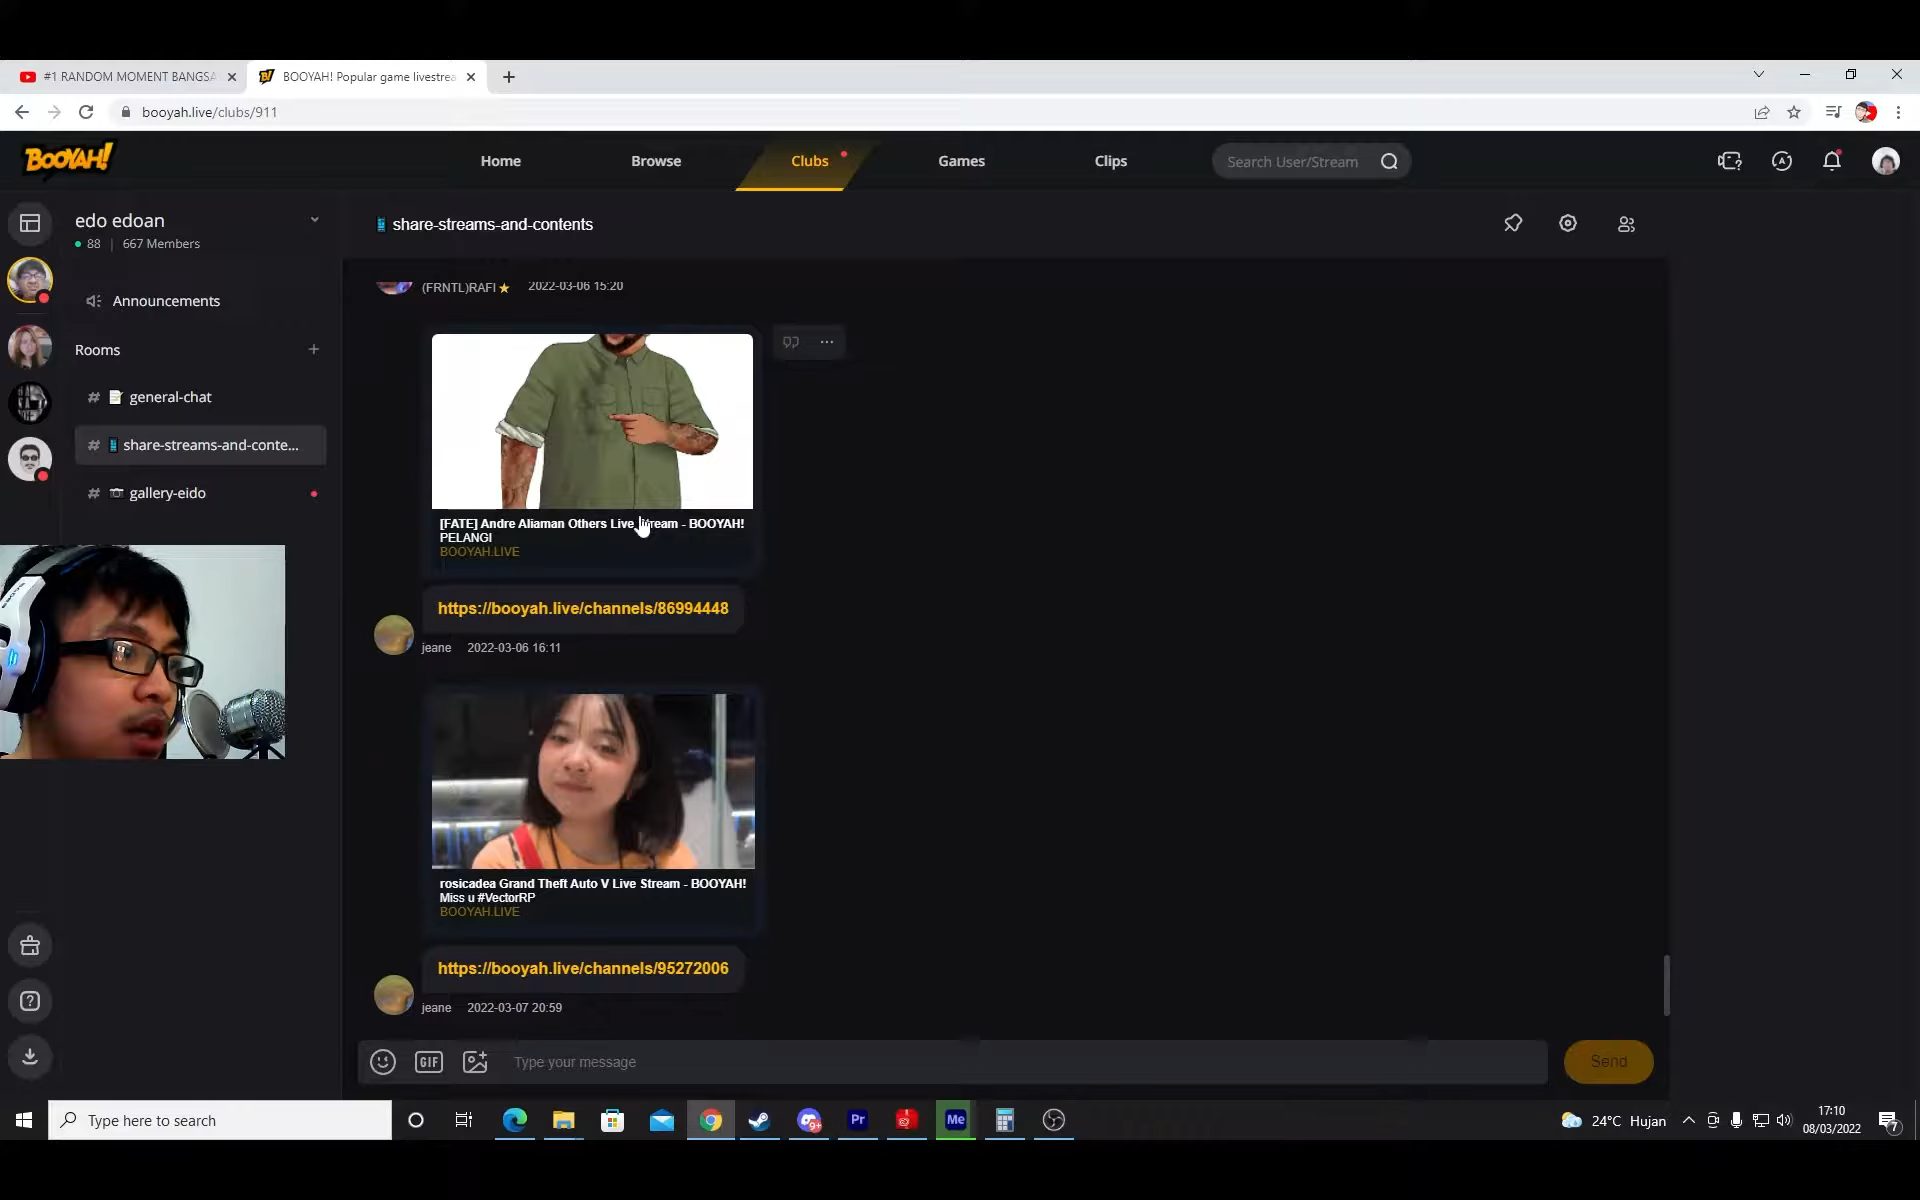 #1 RANDOM MOMENT BANGSA
BOOYAH! Popular game livestrea
booyah.live/clubs/911
BOOYAH!
Home
Browse
Clubs
Games
Clips
Search User/Stream
edo edoan
88 | 667 Members
Announcements
Rooms
# general-chat
# share-streams-and-conte...
# gallery-eido
share-streams-and-contents
(FRNTL)RAFI 2022-03-06 15:20
[FATE] Andre Aliaman Others Live Stream - BOOYAH!
PELANGI
BOOYAH.LIVE
https://booyah.live/channels/86994448
jeane 2022-03-06 16:11
rosicadea Grand Theft Auto V Live Stream - BOOYAH!
Miss u #VectorRP
BOOYAH.LIVE
https://booyah.live/channels/95272006
jeane 2022-03-07 20:59
GIF
Type your message
Send
Type here to search
9+
Pr
Me
24°C Hujan
17:10
08/03/2022
7